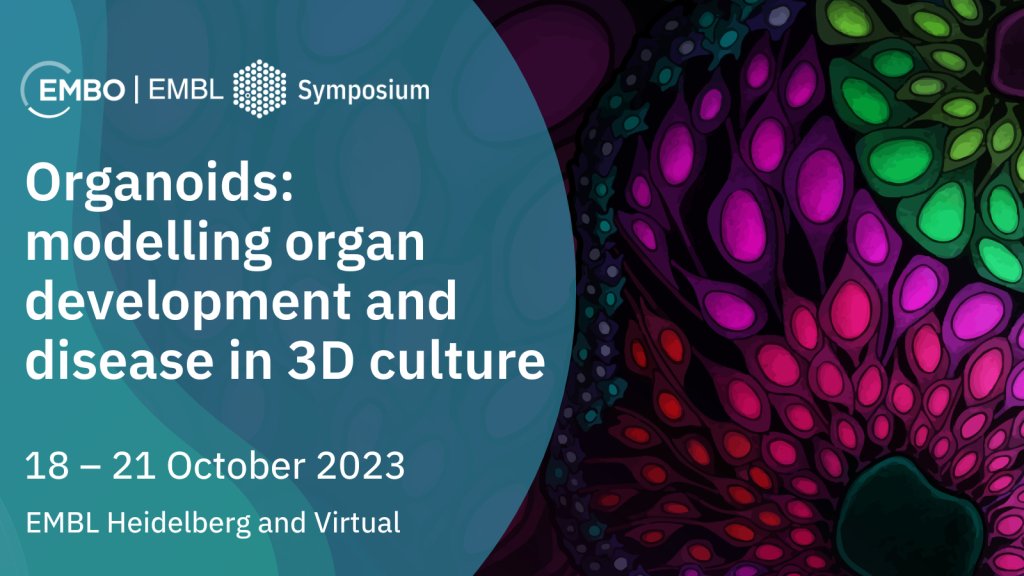 EMBO | EMBL Symposium
Organoids:
modelling organ
development and
disease in 3D culture
18 – 21 October 2023
EMBL Heidelberg and Virtual